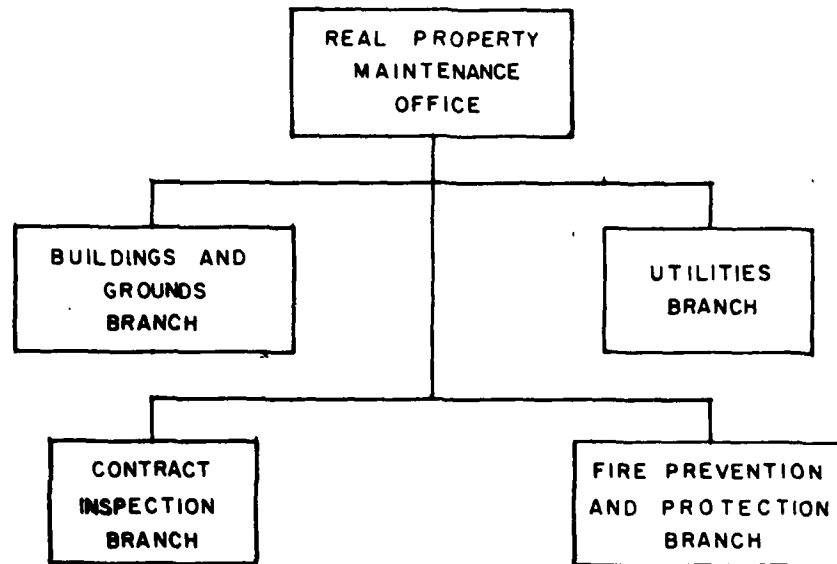 REAL PROPERTY
MAINTENANCE
OFFICE
BUILDINGS AND
GROUNDS
BRANCH
UTILITIES
BRANCH
CONTRACT
INSPECTION
BRANCH
FIRE PREVENTION
AND PROTECTION
BRANCH